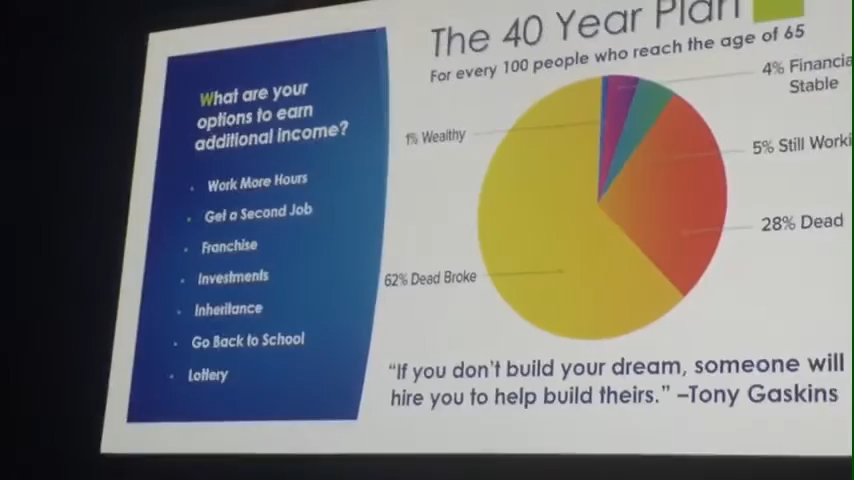 What are your
options to earn
additional income?
Work More Hours
Get a Second Job
Franchise
Investments
Inheritance
Go Back to School
Lottery
The 40 Year Plan
For every 100 people who reach the age of 65
4% Financia
Stable
1% Wealthy
5% Still Worki
28% Dead
62% Dead Broke
“If you don't build your dream, someone will
hire you to help build theirs.” –Tony Gaskins